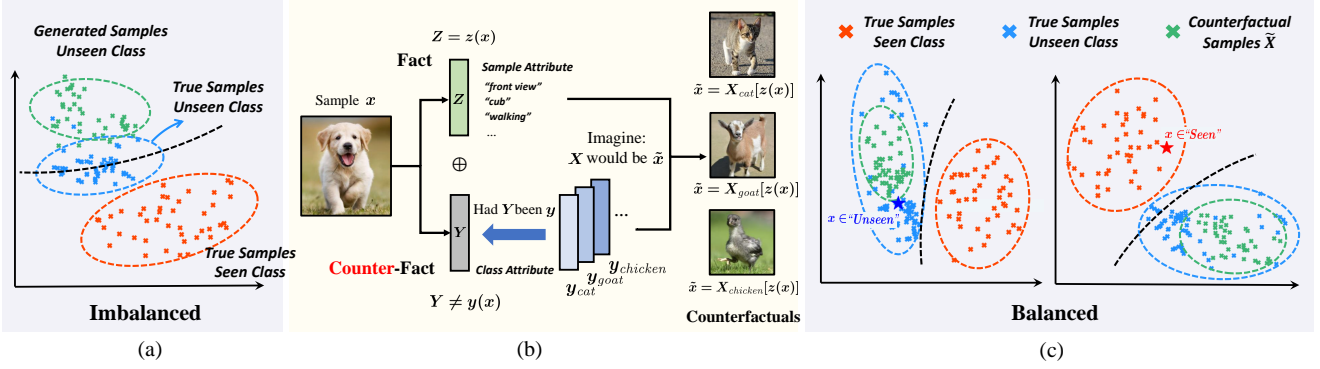 Generated Samples
Unseen Class
True Samples
Unseen Class
True Samples
Seen Class
Imbalanced
(a)
Z = z(x)
Fact
Sample x
Z
Sample Attribute
"front view"
"cub"
"walking"
...
⊕
Imagine:
X would be x̃
Had Y been y
Y
...
Counter-Fact
Class Attribute
y_chicken
y_goat
y_cat
Y ≠ y(x)
x̃ = X_cat[z(x)]
x̃ = X_goat[z(x)]
x̃ = X_chicken[z(x)]
Counterfactuals
(b)
True Samples
Seen Class
True Samples
Unseen Class
Counterfactual
Samples X̃
x ∈ "Unseen"
x ∈ "Seen"
Balanced
(c)